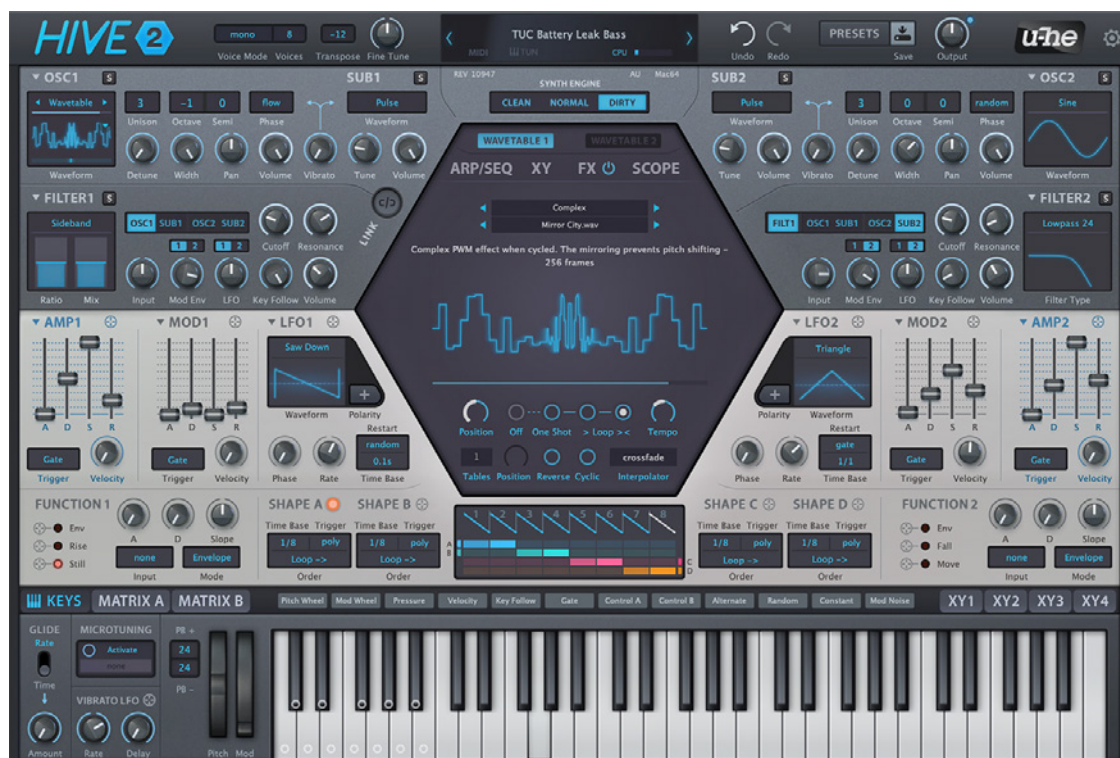 HIVE 2
mono 8 -12
Voice Mode Voices Transpose Fine Tune
TUC Battery Leak Bass
MIDI TUN CPU
Undo Redo
PRESETS
Save Output
u-he
OSC1 S SUB1 S
REV 10947 SYNTH ENGINE AU Mac64
CLEAN NORMAL DIRTY
SUB2 S OSC2 S
Wavetable 3 -1 0 flow Pulse
Unison Octave Semi Phase Waveform
Waveform Detune Width Pan Volume Vibrato Tune Volume
Pulse 3 0 0 random Sine
Waveform Unison Octave Semi Phase
Tune Volume Vibrato Detune Width Pan Volume Waveform
WAVETABLE 1 WAVETABLE 2
ARP/SEQ XY FX SCOPE
FILTER1 S
Sideband OSC1 SUB1 OSC2 SUB2
1 2 1 2 Cutoff Resonance
Ratio Mix Input Mod Env LFO Key Follow Volume
LINK
FILTER2 S
FILT1 OSC1 SUB1 OSC2 SUB2 Lowpass 24
1 2 1 2 Cutoff Resonance
Input Mod Env LFO Key Follow Volume Filter Type
Complex
Mirror City.wav
Complex PWM effect when cycled. The mirroring prevents pitch shifting –
256 frames
AMP1 MOD1 LFO1
Saw Down
Waveform Polarity
A D S R A D S R
Restart
Gate Gate random
0.1s
Trigger Velocity Trigger Velocity Phase Rate Time Base
LFO2 MOD2 AMP2
Triangle
Polarity Waveform
A D S R A D S R
Restart
gate Gate Gate
1/1
Phase Rate Time Base Trigger Velocity Trigger Velocity
Position Off One Shot > Loop >< Tempo
1 crossfade
Tables Position Reverse Cyclic Interpolator
FUNCTION 1 SHAPE A SHAPE B
Env
Rise
Still
A D Slope
none Envelope
Input Mode
Time Base Trigger Time Base Trigger
1/8 poly 1/8 poly
Loop -> Loop ->
Order Order
1 2 3 4 5 6 7 8
A
B
C
D
SHAPE C SHAPE D FUNCTION 2
Time Base Trigger Time Base Trigger
1/8 poly 1/8 poly
Loop -> Loop ->
Order Order
Env
Fall
Move
A D Slope
none Envelope
Input Mode
KEYS MATRIX A MATRIX B
Pitch Wheel Mod Wheel Pressure Velocity Key Follow Gate Control A Control B Alternate Random Constant Mod Noise
XY1 XY2 XY3 XY4
GLIDE MICROTUNING PB +
Rate Activate 24
none 24
Time PB −
VIBRATO LFO
Amount Rate Delay Pitch Mod